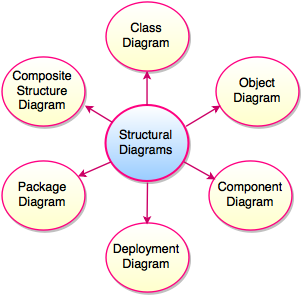 Class
Diagram
Composite
Structure
Diagram
Object
Diagram
Structural
Diagrams
Package
Diagram
Component
Diagram
Deployment
Diagram